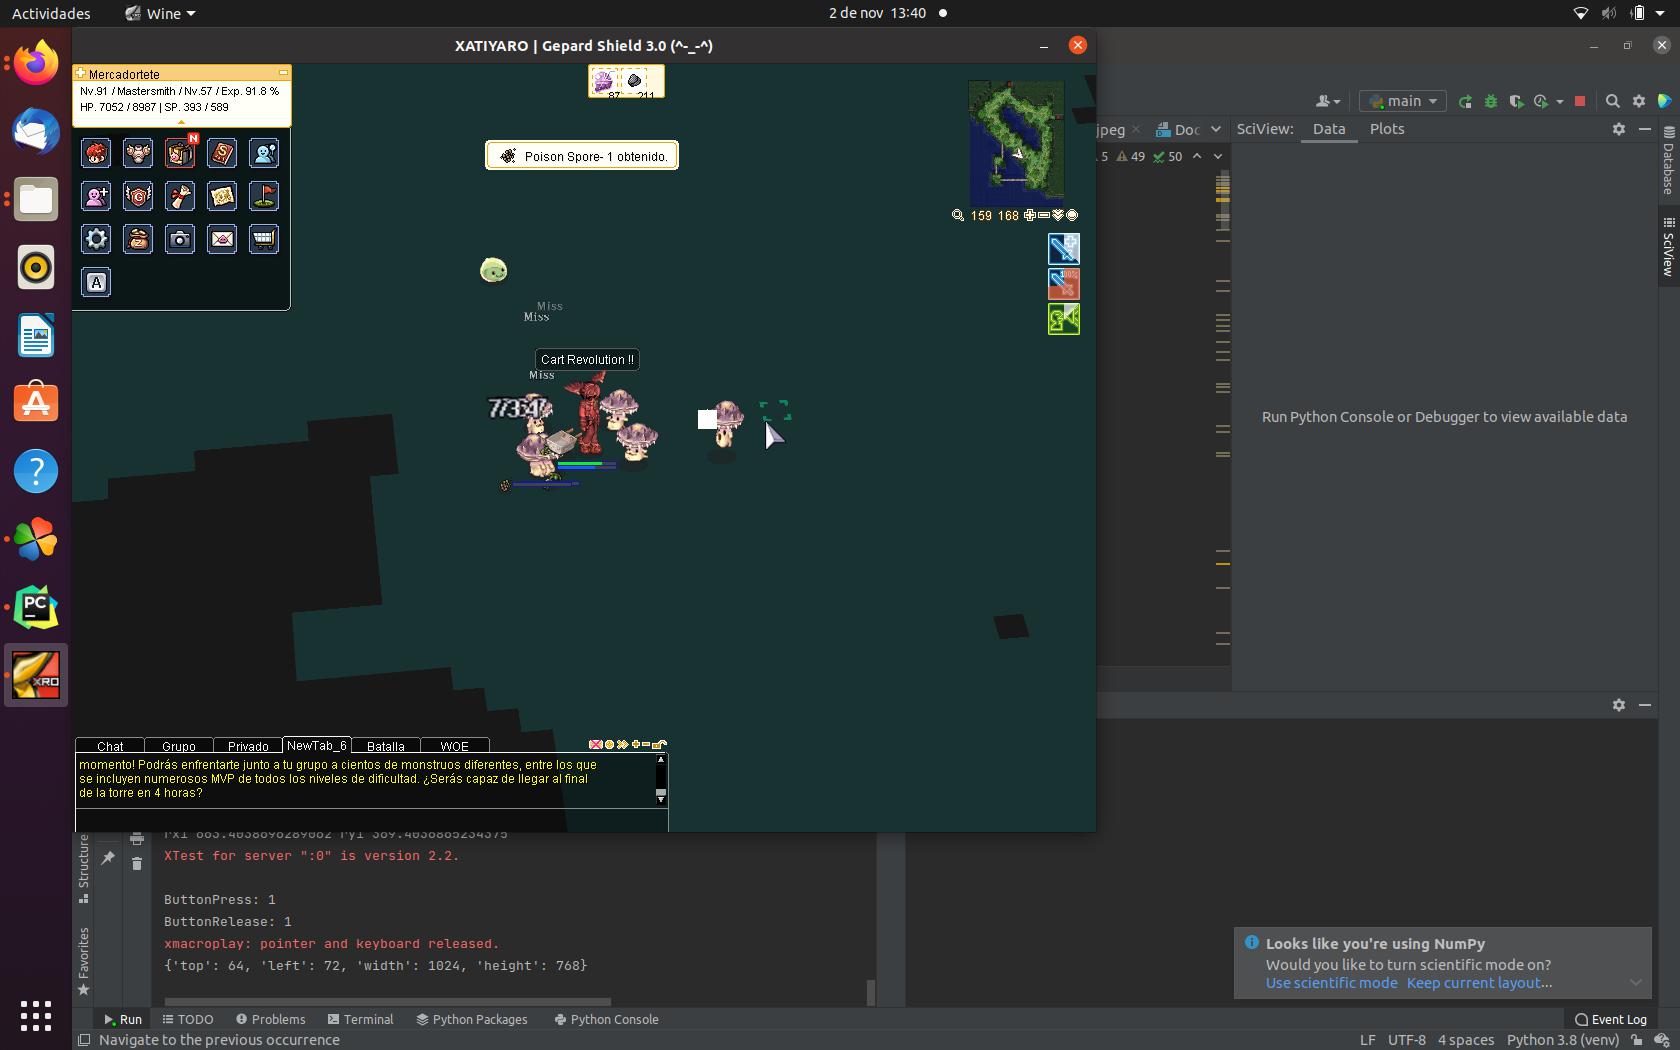 Actividades
Wine
2 de nov 13:40
XATIYARO | Gepard Shield 3.0 (^-_-^)
Mercadortete
Nv.91 / Mastersmith / Nv.57 / Exp. 91.8 %
HP. 7052 / 8987 | SP. 393 / 589
N
A
87
211
Poison Spore- 1 obtenido.
159 168
100%
Miss
Miss
Cart Revolution !!
Miss
main
jpeg
Doc
SciView:
Data
Plots
5
49
50
Database
SciView
Run Python Console or Debugger to view available data
PC
XRO
Chat
Grupo
Privado
NewTab_6
Batalla
WOE
momento! Podrás enfrentarte junto a tu grupo a cientos de monstruos diferentes, entre los que
se incluyen numerosos MVP de todos los niveles de dificultad. ¿Serás capaz de llegar al final
de la torre en 4 horas?
Structure
Favorites
XTest for server ":0" is version 2.2.
ButtonPress: 1
ButtonRelease: 1
xmacroplay: pointer and keyboard released.
{'top': 64, 'left': 72, 'width': 1024, 'height': 768}
Looks like you're using NumPy
Would you like to turn scientific mode on?
Use scientific mode Keep current layout...
Run
TODO
Problems
Terminal
Python Packages
Python Console
Event Log
Navigate to the previous occurrence
LF UTF-8 4 spaces Python 3.8 (venv)